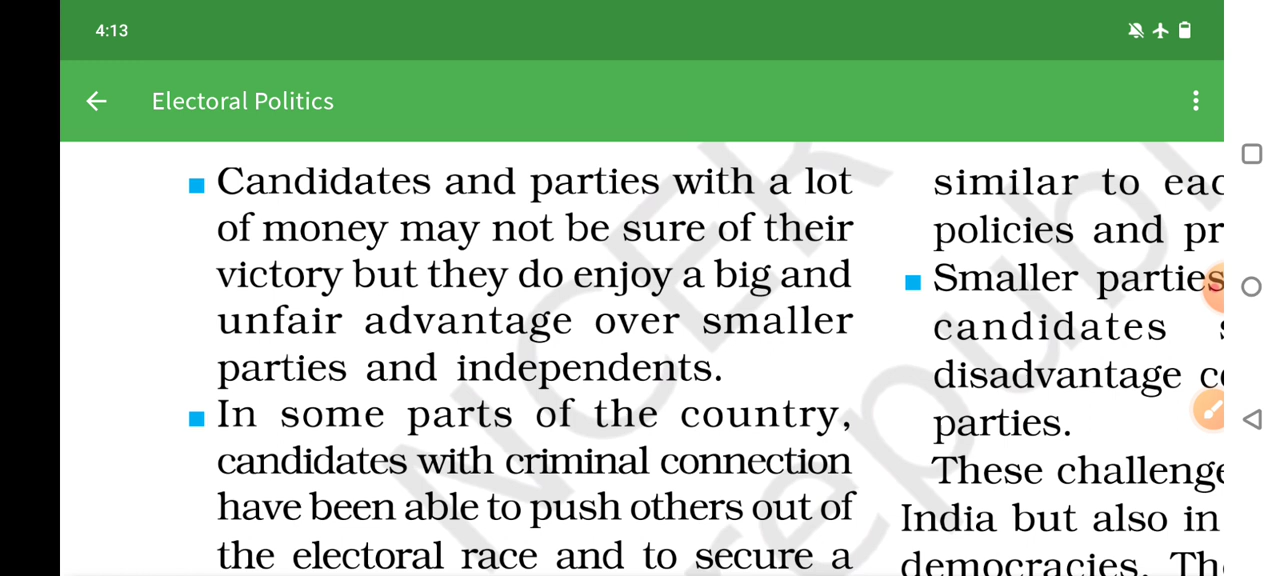 4:13
Electoral Politics
Candidates and parties with a lot
of money may not be sure of their
victory but they do enjoy a big and
unfair advantage over smaller
parties and independents.
In some parts of the country,
candidates with criminal connection
have been able to push others out of
the electoral race and to secure a
similar to
policies and
Smaller parties
candidates
disadvantage
parties.
These
India but also in
democracies.